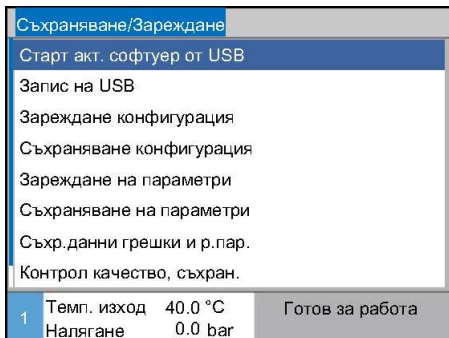 Съхраняване/Зареждане
Старт акт. софтуер от USB
Запис на USB
Зареждане конфигурация
Съхраняване конфигурация
Зареждане на параметри
Съхраняване на параметри
Съхр.данни грешки и р.пар.
Контрол качество, съхран.
1 Темп. изход 40.0 °C Готов за работа
Налягане 0.0 bar